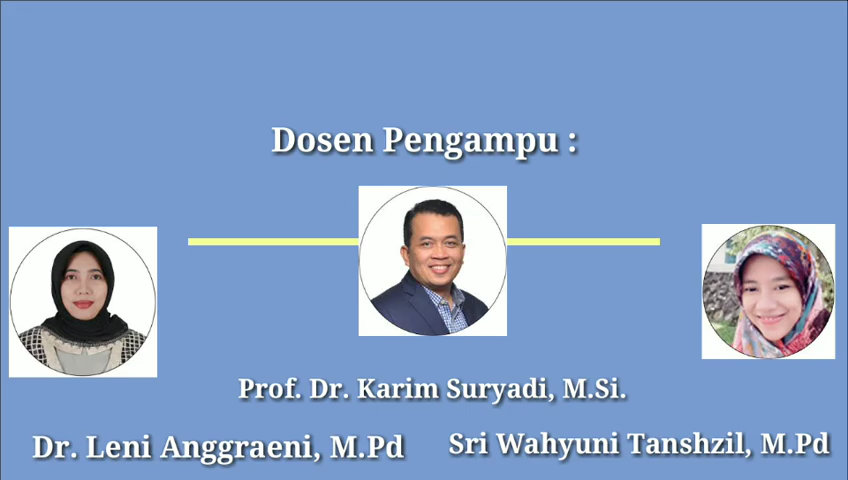 Dosen Pengampu :
Prof. Dr. Karim Suryadi, M.Si.
Dr. Leni Anggraeni, M.Pd
Sri Wahyuni Tanshzil, M.Pd